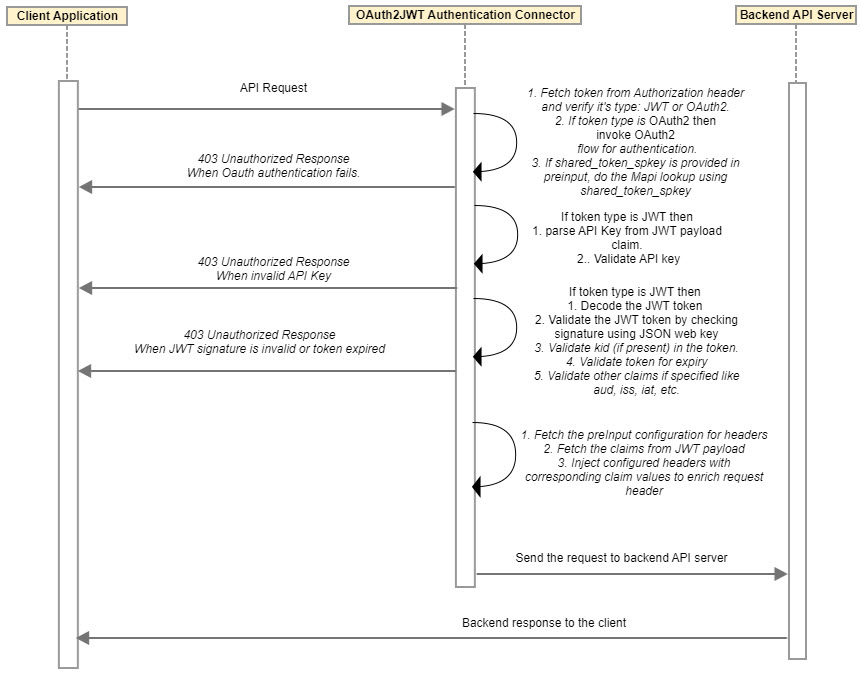 Client Application
OAuth2JWT Authentication Connector
Backend API Server
API Request
1. Fetch token from Authorization header
and verify it's type: JWT or OAuth2.
2. If token type is OAuth2 then
invoke OAuth2
flow for authentication.
3. If shared_token_spkey is provided in
preinput, do the Mapi lookup using
shared_token_spkey
403 Unauthorized Response
When Oauth authentication fails.
If token type is JWT then
1. parse API Key from JWT payload
claim.
2.. Validate API key
403 Unauthorized Response
When invalid API Key
If token type is JWT then
1. Decode the JWT token
2. Validate the JWT token by checking
signature using JSON web key
3. Validate kid (if present) in the token.
4. Validate token for expiry
5. Validate other claims if specified like
aud, iss, iat, etc.
403 Unauthorized Response
When JWT signature is invalid or token expired
1. Fetch the preInput configuration for headers
2. Fetch the claims from JWT payload
3. Inject configured headers with
corresponding claim values to enrich request
header
Send the request to backend API server
Backend response to the client